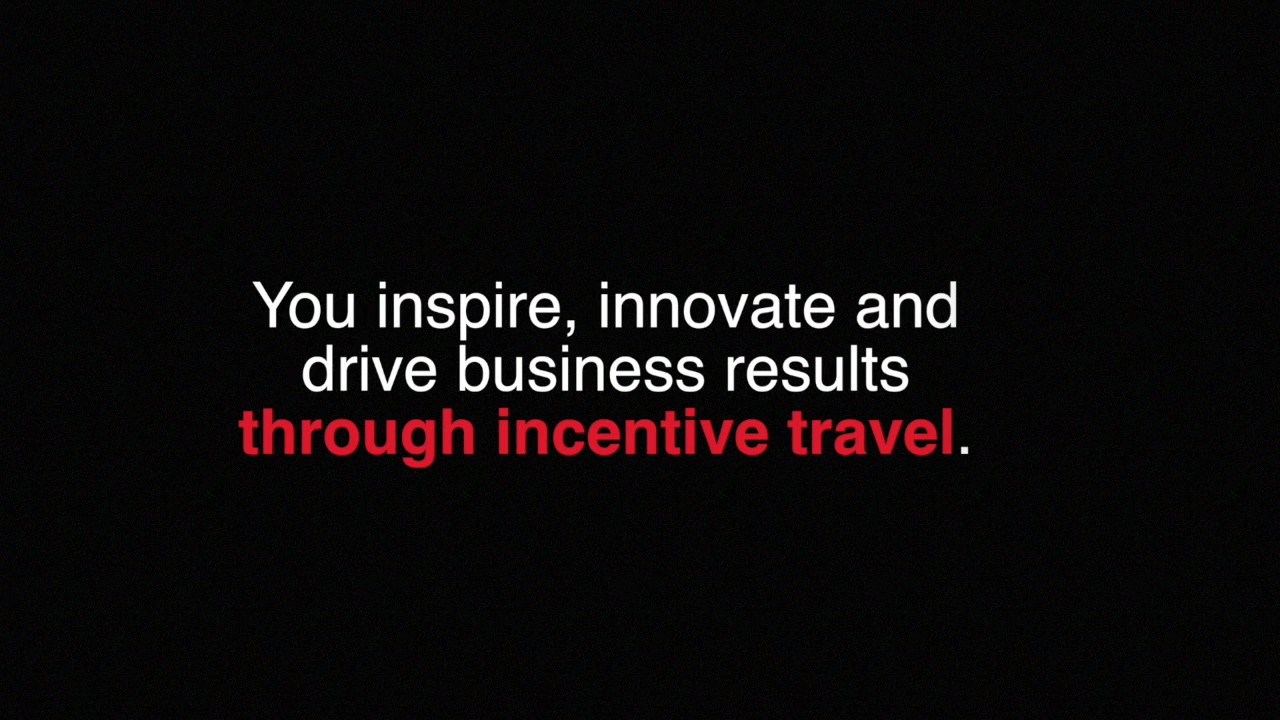 You inspire, innovate and
drive business results
through incentive travel.